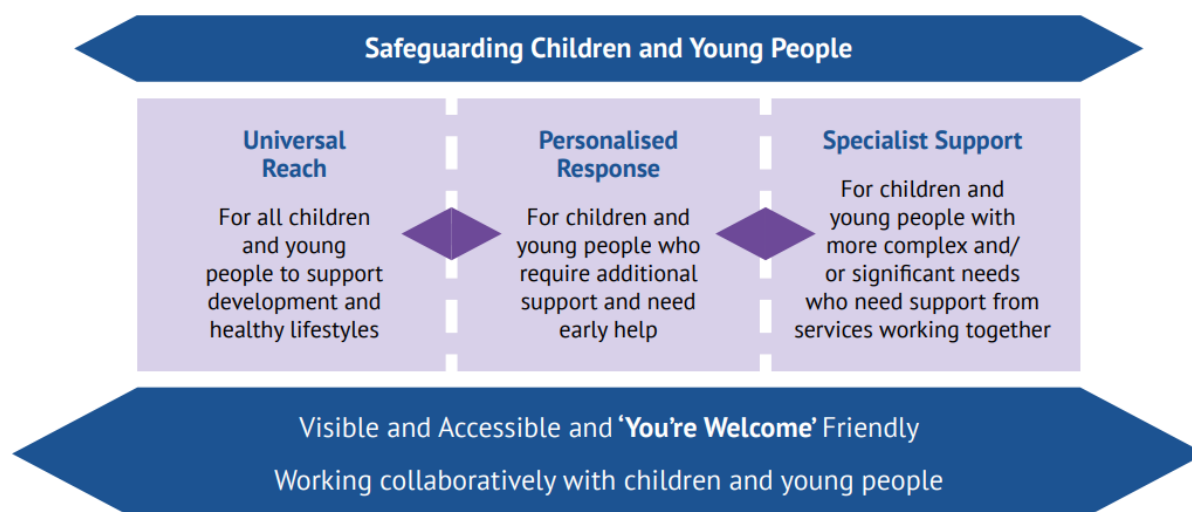 Safeguarding Children and Young People
Universal
Reach
For all children
and young
people to support
development and
healthy lifestyles
Personalised
Response
For children and
young people who
require additional
support and need
early help
Specialist Support
For children and
young people with
more complex and/
or significant needs
who need support from
services working together
Visible and Accessible and ‘You’re Welcome’ Friendly
Working collaboratively with children and young people